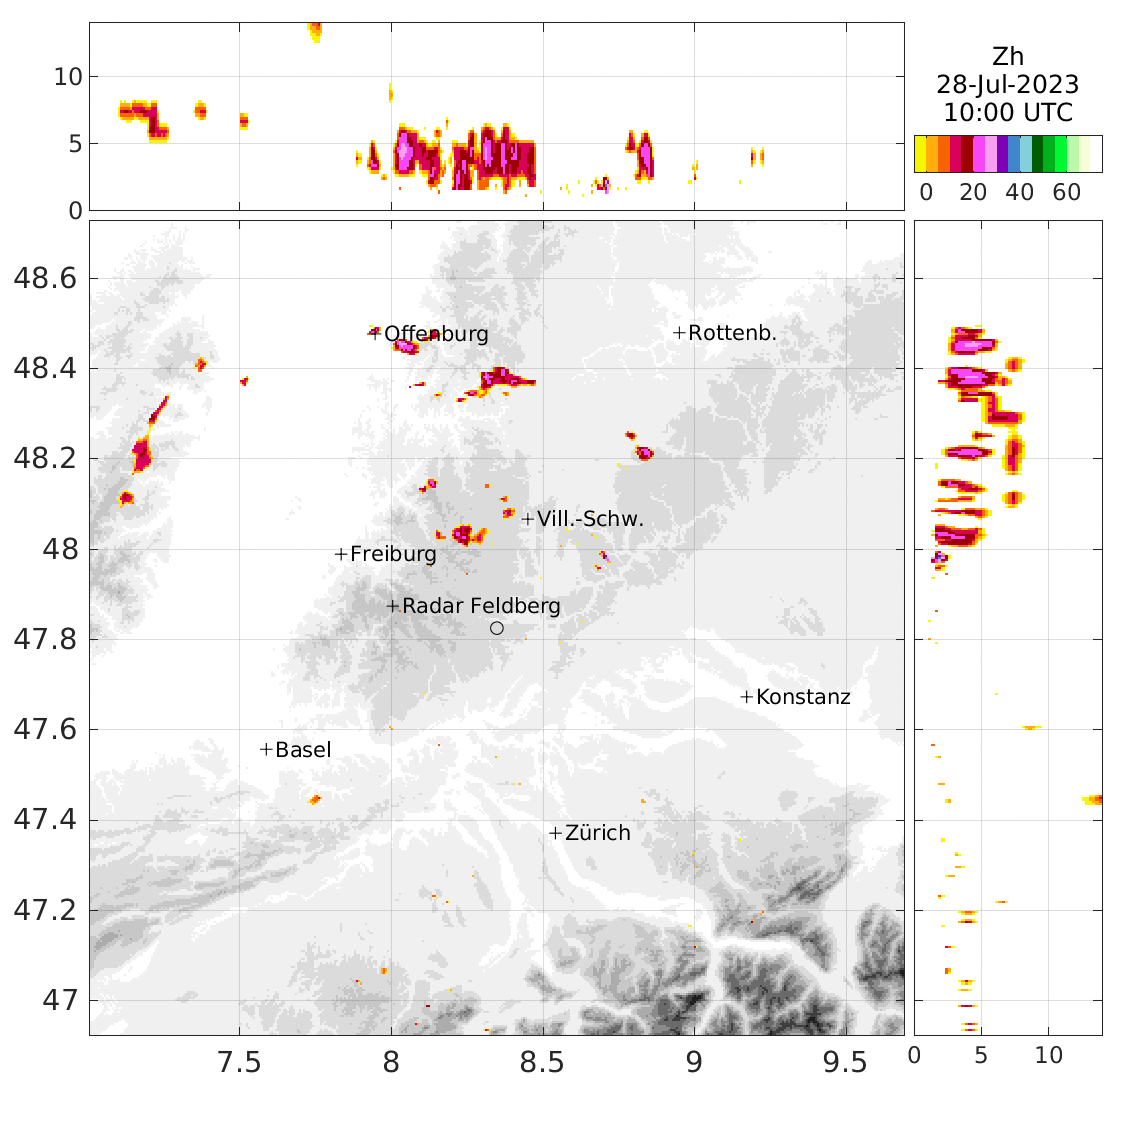 Zh
28-Jul-2023
10:00 UTC
10
5
0
0 20 40 60
48.6
48.4
48.2
48
47.8
47.6
47.4
47.2
47
+Offenburg
+Rottenb.
+Vill.-Schw.
+Freiburg
+Radar Feldberg
+Konstanz
+Basel
+Zürich
7.5 8 8.5 9 9.5
0 5 10